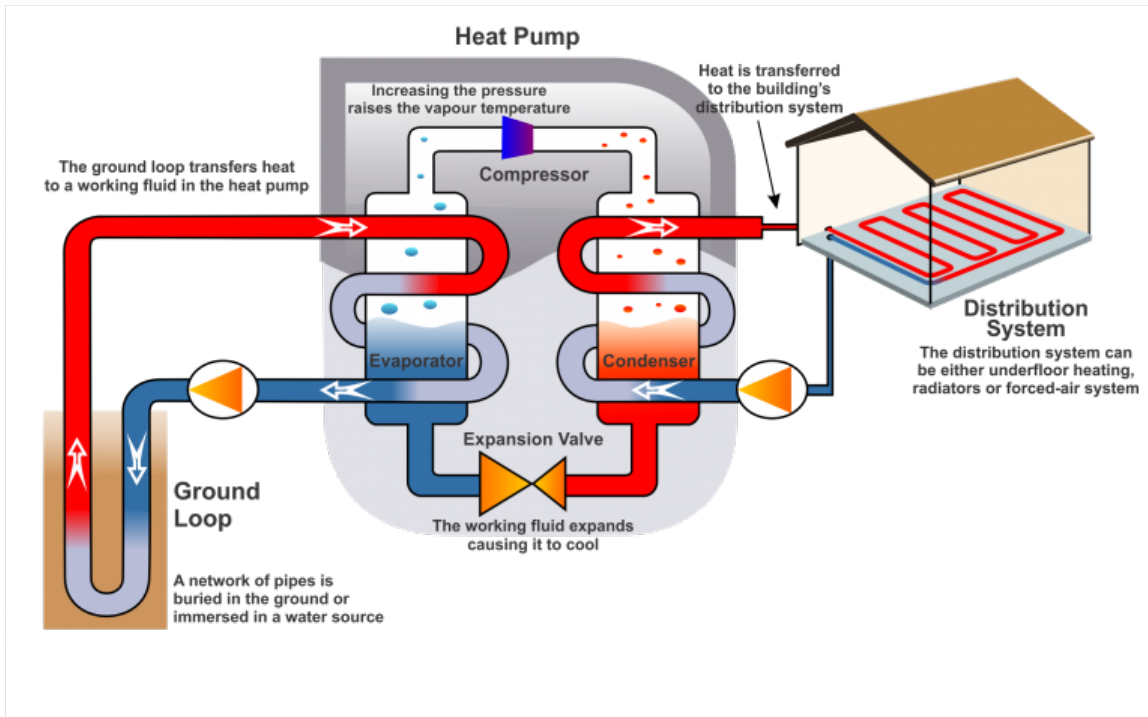 Heat Pump
Increasing the pressure
raises the vapour temperature
Compressor
Heat is transferred
to the building's
distribution system
The ground loop transfers heat
to a working fluid in the heat pump
Evaporator
Condenser
Distribution
System
The distribution system can
be either underfloor heating,
radiators or forced-air system
Expansion Valve
The working fluid expands
causing it to cool
Ground
Loop
A network of pipes is
buried in the ground or
immersed in a water source